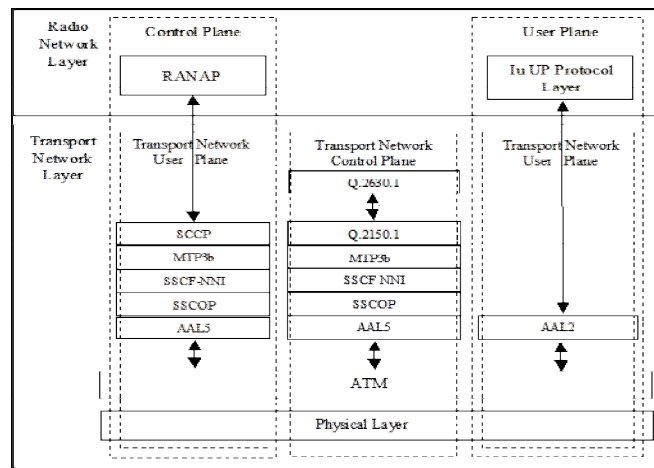 Radio
Network
Layer
Control Plane
RANAP
User Plane
Iu UP Protocol
Layer
Transport
Network
Layer
Transport Network
User Plane
Transport Network
Control Plane
Transport Network
User Plane
Q.2630.1
SCCP
MTP3b
SSCF-NNI
SSCOP
AAL5
Q.2150.1
MTP3b
SSCF NNI
SSCOP
AAL5
AAL2
ATM
Physical Layer